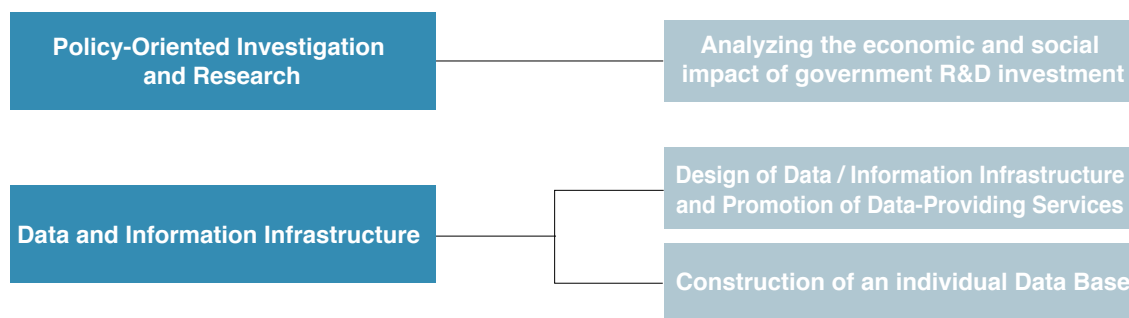 Policy-Oriented Investigation
and Research
Analyzing the economic and social
impact of government R&D investment
Data and Information Infrastructure
Design of Data / Information Infrastructure
and Promotion of Data-Providing Services
Construction of an individual Data Base